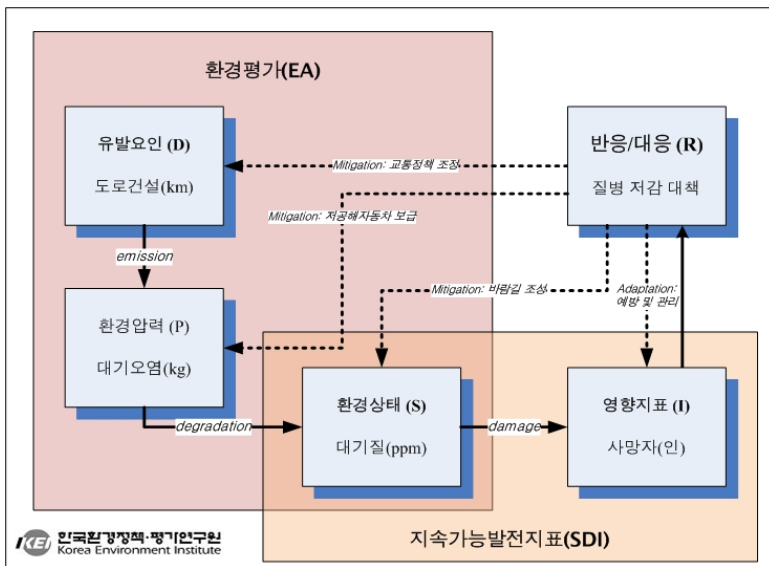 환경평가(EA)
유발요인 (D)
도로건설(km)
반응/대응 (R)
질병 저감 대책
Mitigation: 교통정책 조정
Mitigation: 저공해자동차 보급
emission
Mitigation: 바람길 조성
Adaptation:
예방 및 관리
환경압력 (P)
대기오염(kg)
환경상태 (S)
대기질(ppm)
영향지표 (I)
사망자(인)
degradation
damage
KEI 한국환경정책·평가연구원
Korea Environment Institute
지속가능발전지표(SDI)